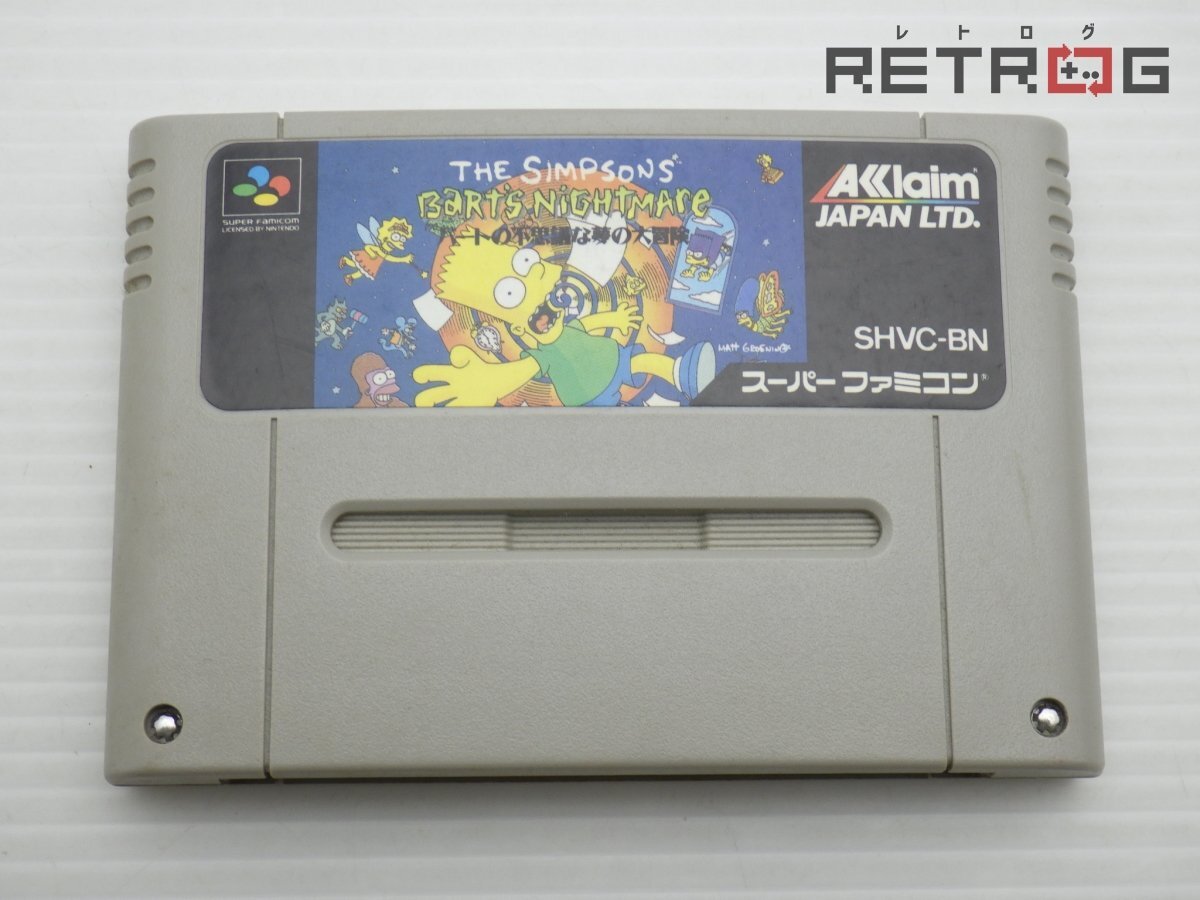 レトログ
RETROG
SUPER FAMICOM
LICENSED BY NINTENDO
THE SIMPSONS
BART'S NIGHTMARE
バートの不思議な夢の大冒険
AKKlaim
JAPAN LTD.
MATT GROENING
SHVC-BN
スーパーファミコン®